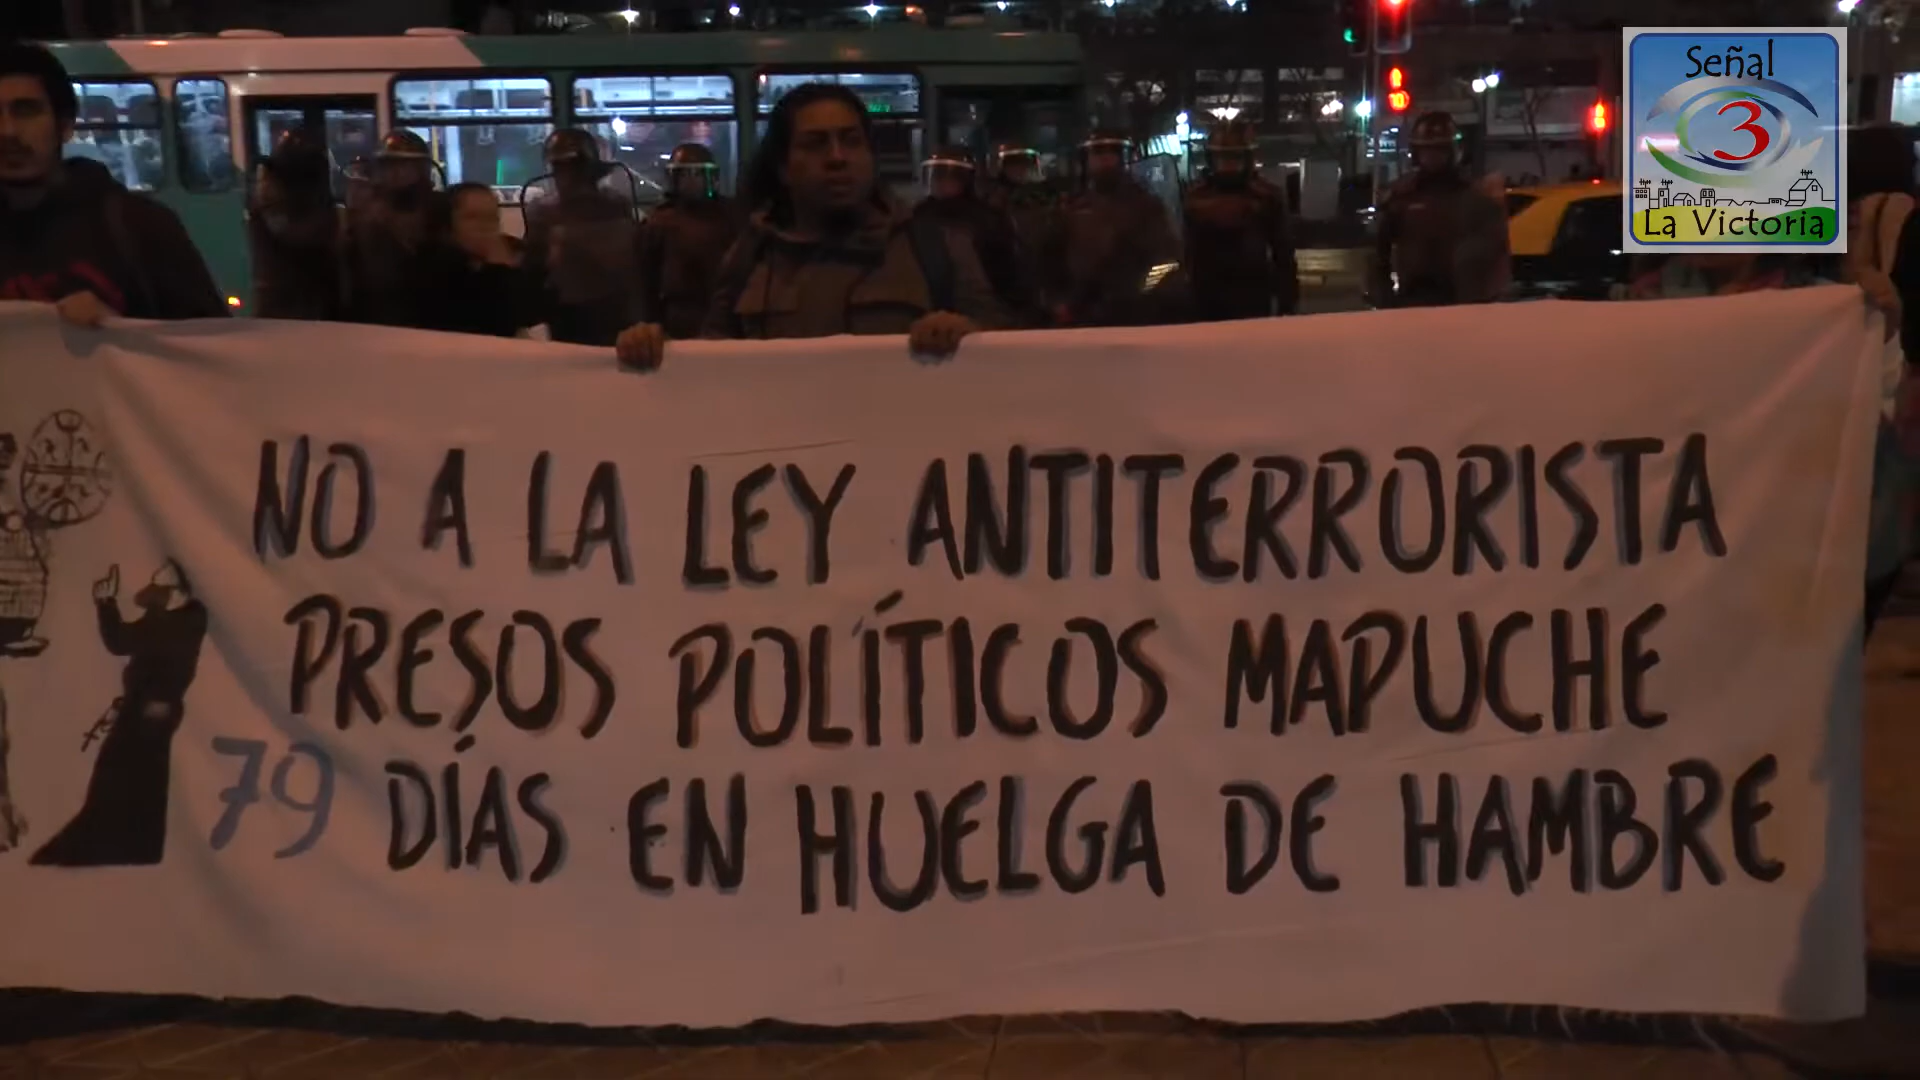 Señal
3
La Victoria
NO A LA LEY ANTITERRORISTA
PRESOS POLÍTICOS MAPUCHE
79 DÍAS EN HUELGA DE HAMBRE